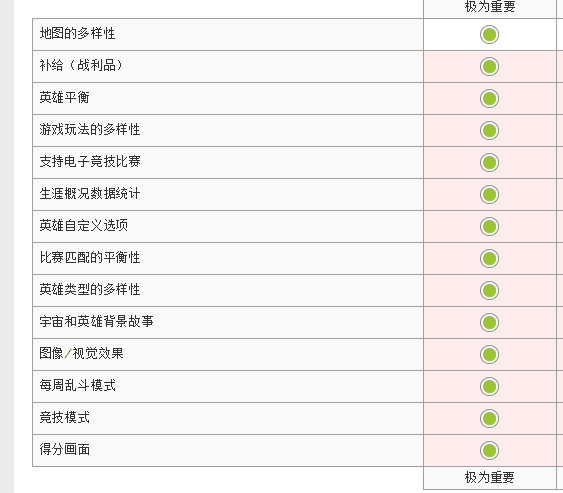 极为重要
地图的多样性
补给（战利品）
英雄平衡
游戏玩法的多样性
支持电子竞技比赛
生涯概况数据统计
英雄自定义选项
比赛匹配的平衡性
英雄类型的多样性
宇宙和英雄背景故事
图像/视觉效果
每周乱斗模式
竞技模式
得分画面
极为重要